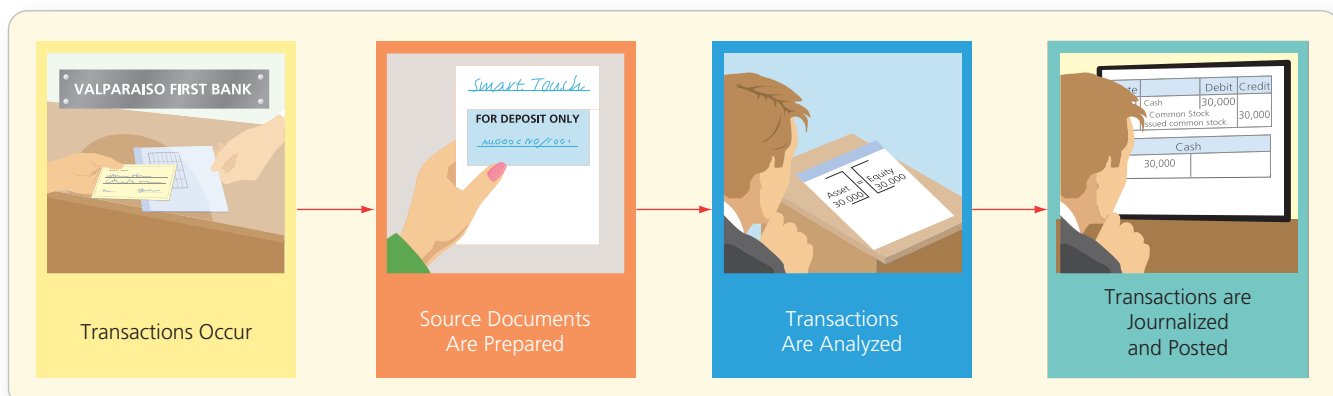 VALPARAISO FIRST BANK
Smart Touch
FOR DEPOSIT ONLY
Asset = Equity
30,000 30,000
te Debit Credit
Cash 30,000
Common Stock 30,000
ssued common stock.
Cash
30,000
Transactions Occur
Source Documents
Are Prepared
Transactions
Are Analyzed
Transactions are
Journalized
and Posted